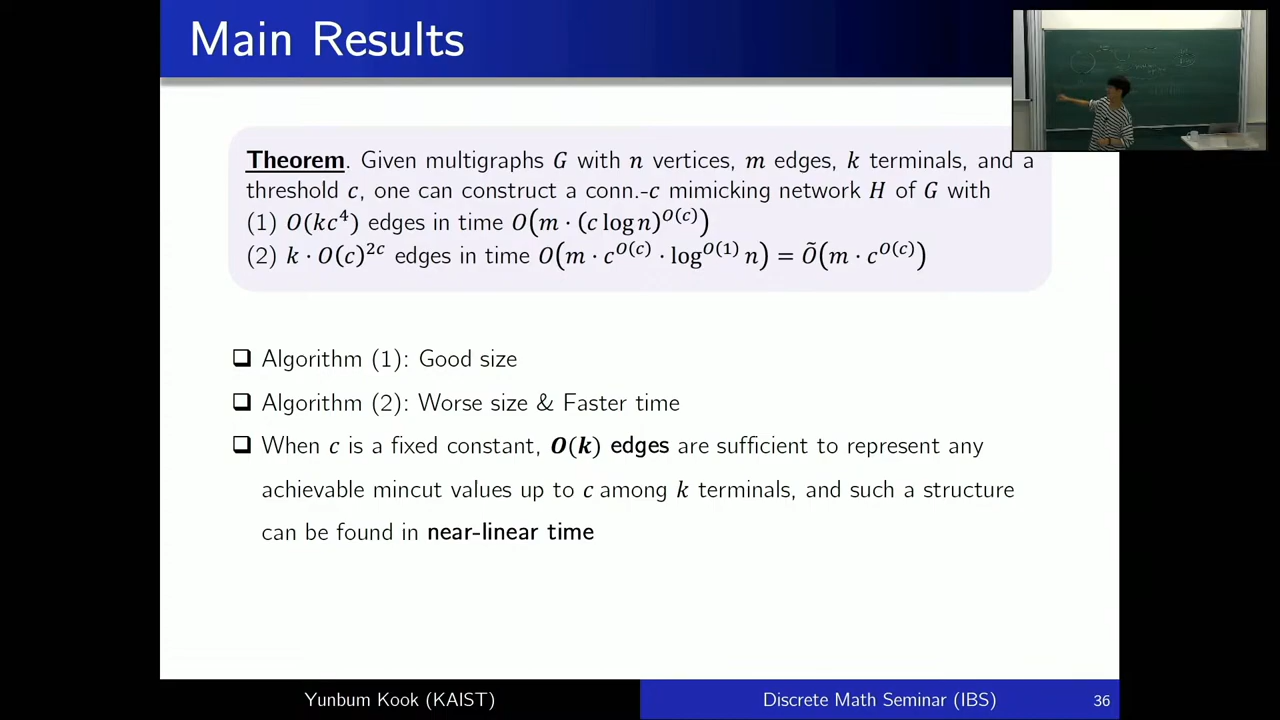 Main Results
Theorem. Given multigraphs G with n vertices, m edges, k terminals, and a
threshold c, one can construct a conn.-c mimicking network H of G with
(1) O(kc⁴) edges in time O(m · (c log n)^{O(c)})
(2) k · O(c)^{2c} edges in time O(m · c^{O(c)} · log^{O(1)} n) = Õ(m · c^{O(c)})
❑ Algorithm (1): Good size
❑ Algorithm (2): Worse size & Faster time
❑ When c is a fixed constant, O(k) edges are sufficient to represent any
achievable mincut values up to c among k terminals, and such a structure
can be found in near-linear time
Yunbum Kook (KAIST)
Discrete Math Seminar (IBS)
36